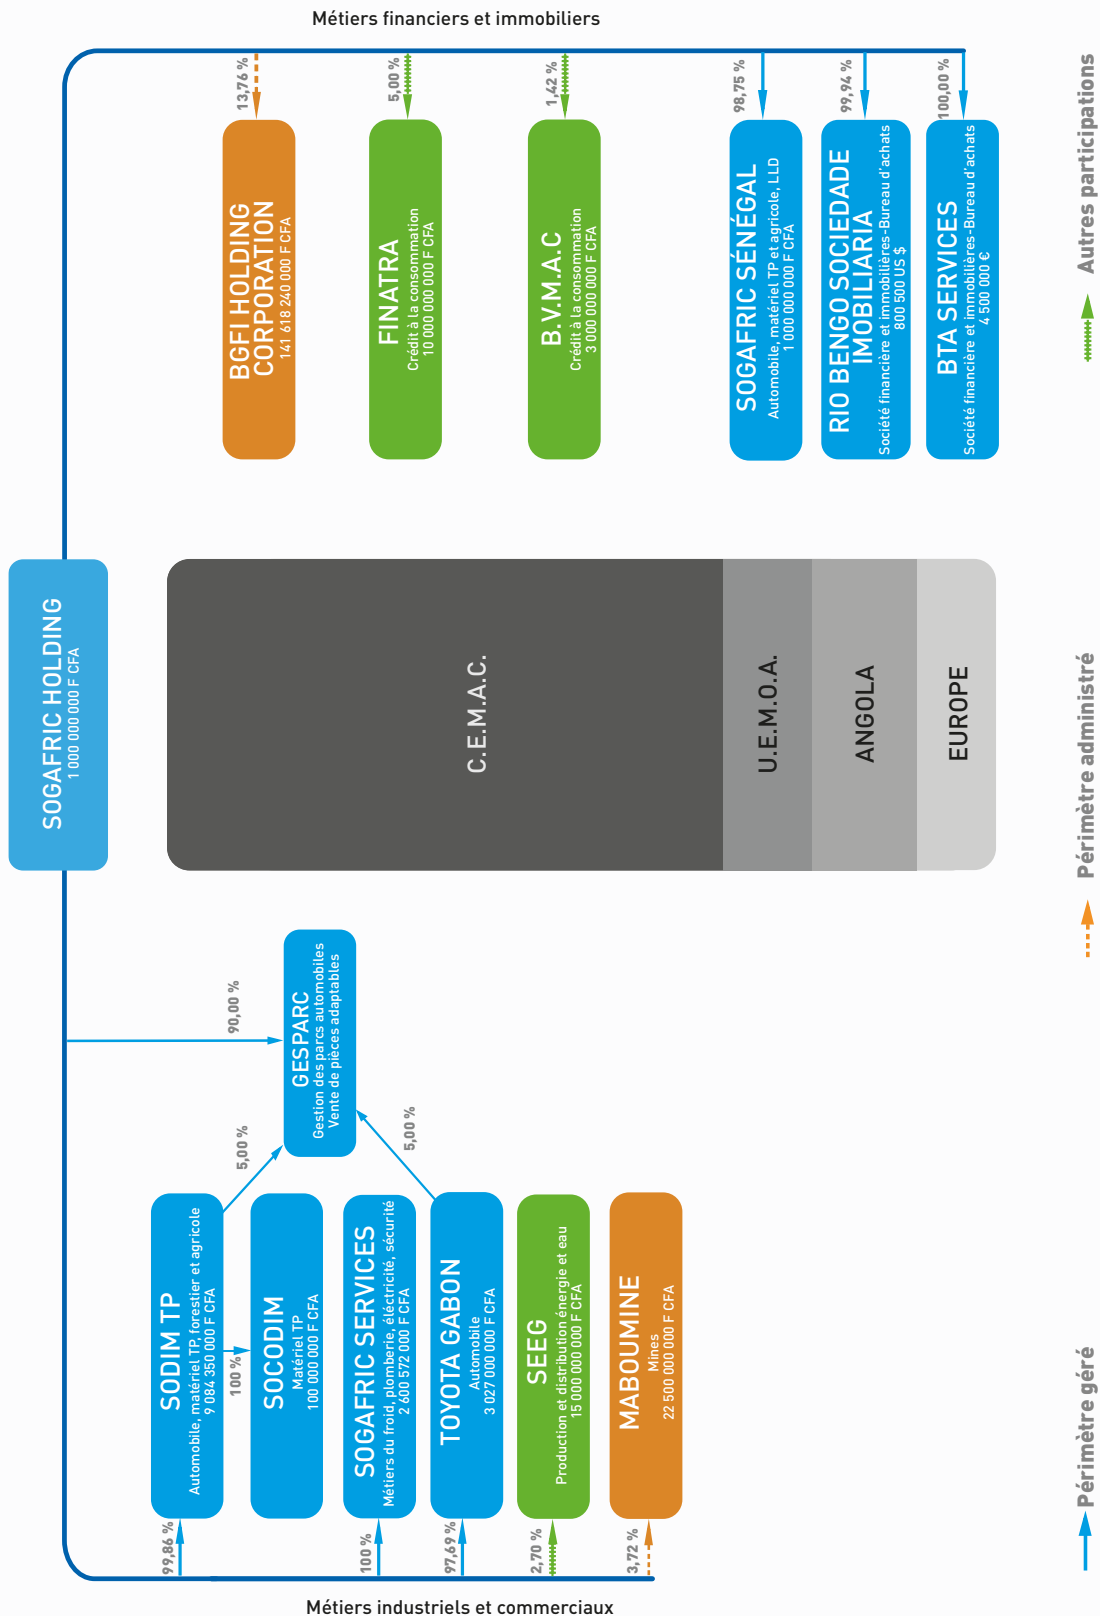 Métiers financiers et immobiliers
SOGAFRIC HOLDING
1 000 000 000 F CFA
13,76 %
BGFI HOLDING
CORPORATION
141 618 240 000 F CFA
5,00 %
FINATRA
Crédit à la consommation
10 000 000 000 F CFA
1,42 %
B.V.M.A.C
Crédit à la consommation
3 000 000 000 F CFA
98,75 %
SOGAFRIC SÉNÉGAL
Automobile, matériel TP et agricole, LLD
1 000 000 000 F CFA
99,94 %
RIO BENGO SOCIEDADE
IMOBILIARIA
Société financière et immobilières-Bureau d'achats
800 500 US $
100,00 %
BTA SERVICES
Société financière et immobilières-Bureau d'achats
4 500 000 €
C.E.M.A.C.
U.E.M.O.A.
ANGOLA
EUROPE
90,00 %
GESPARC
Gestion des parcs automobiles
Vente de pièces adaptables
5,00 %
5,00 %
99,86 %
SODIM TP
Automobile, matériel TP, forestier et agricole
9 084 350 000 F CFA
100 %
SOCODIM
Matériel TP
100 000 000 F CFA
100 %
SOGAFRIC SERVICES
Métiers du froid, plomberie, éléctricité, sécurité
2 600 572 000 F CFA
97,69 %
TOYOTA GABON
Automobile
3 027 000 000 F CFA
2,70 %
SEEG
Production et distribution énergie et eau
15 000 000 000 F CFA
3,72 %
MABOUMINE
Mines
22 500 000 000 F CFA
Métiers industriels et commerciaux
Périmètre géré
Périmètre administré
Autres participations